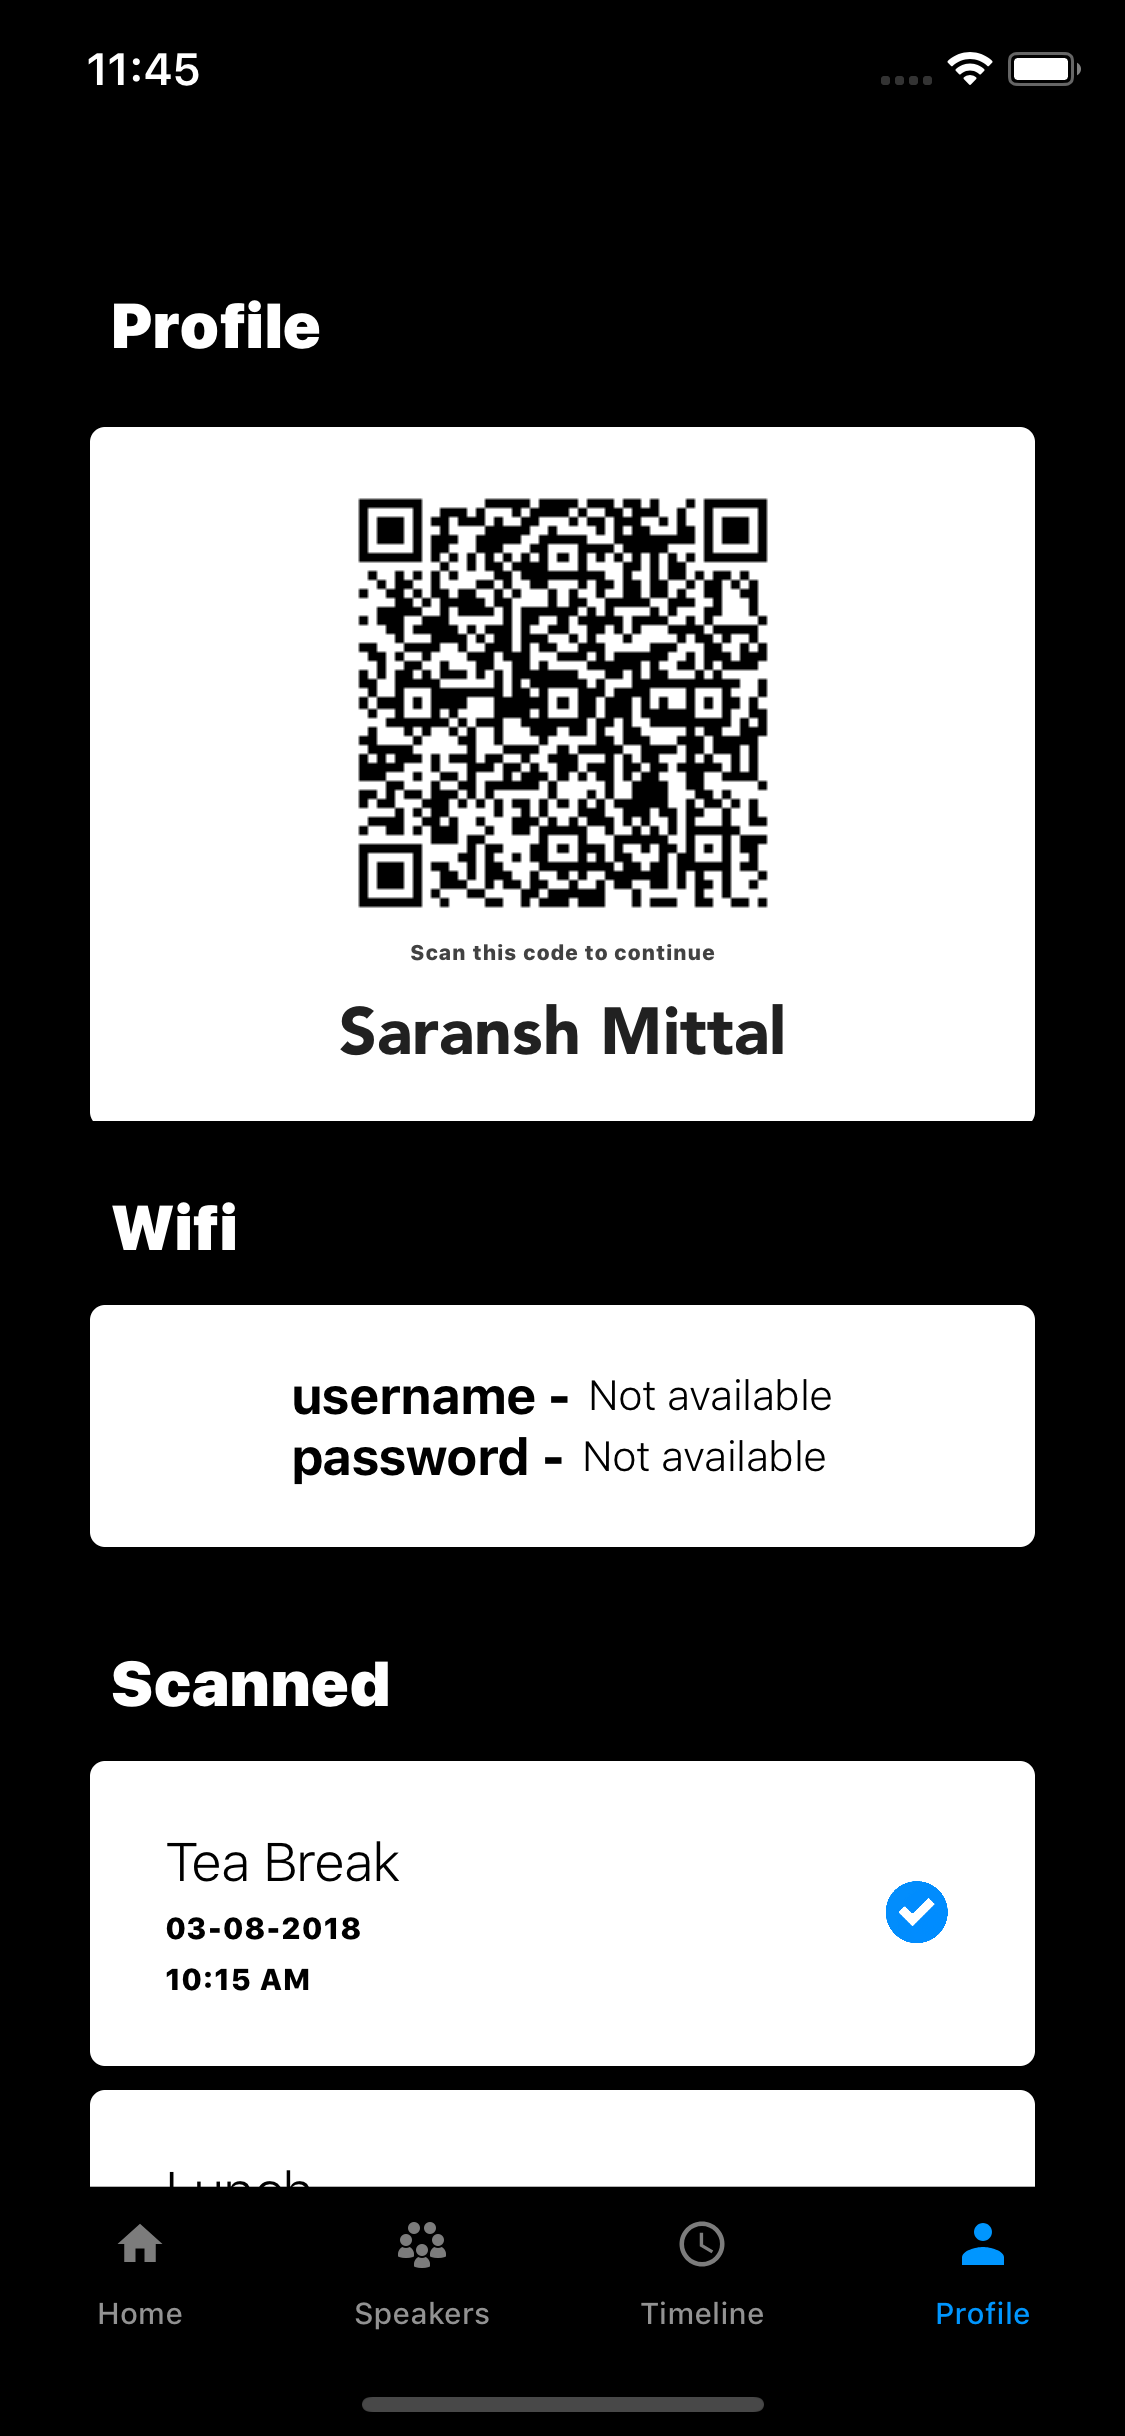 11:45
Profile
Scan this code to continue
Saransh Mittal
Wifi
username - Not available
password - Not available
Scanned
Tea Break
03-08-2018
10:15 AM
Lunch
Home
Speakers
Timeline
Profile